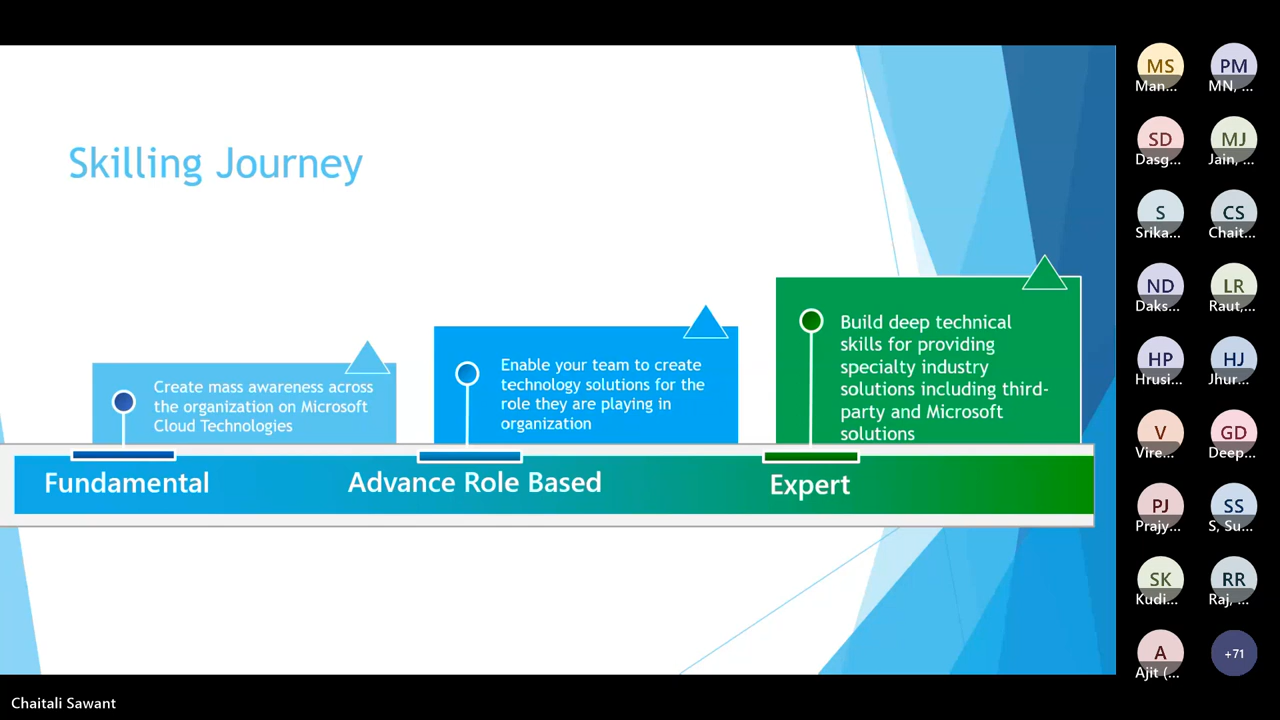 Skilling Journey
Create mass awareness across
the organization on Microsoft
Cloud Technologies
Enable your team to create
technology solutions for the
role they are playing in
organization
Build deep technical
skills for providing
specialty industry
solutions including third-
party and Microsoft
solutions
Fundamental
Advance Role Based
Expert
MS
Man...
PM
MN, ...
SD
Dasg...
MJ
Jain, ...
S
Srika...
CS
Chait...
ND
Daks...
LR
Raut,...
HP
Hrusi...
HJ
Jhur...
V
Vire...
GD
Deep...
PJ
Prajy...
SS
S, Su...
SK
Kudi...
RR
Raj, ...
A
Ajit (...
+71
Chaitali Sawant